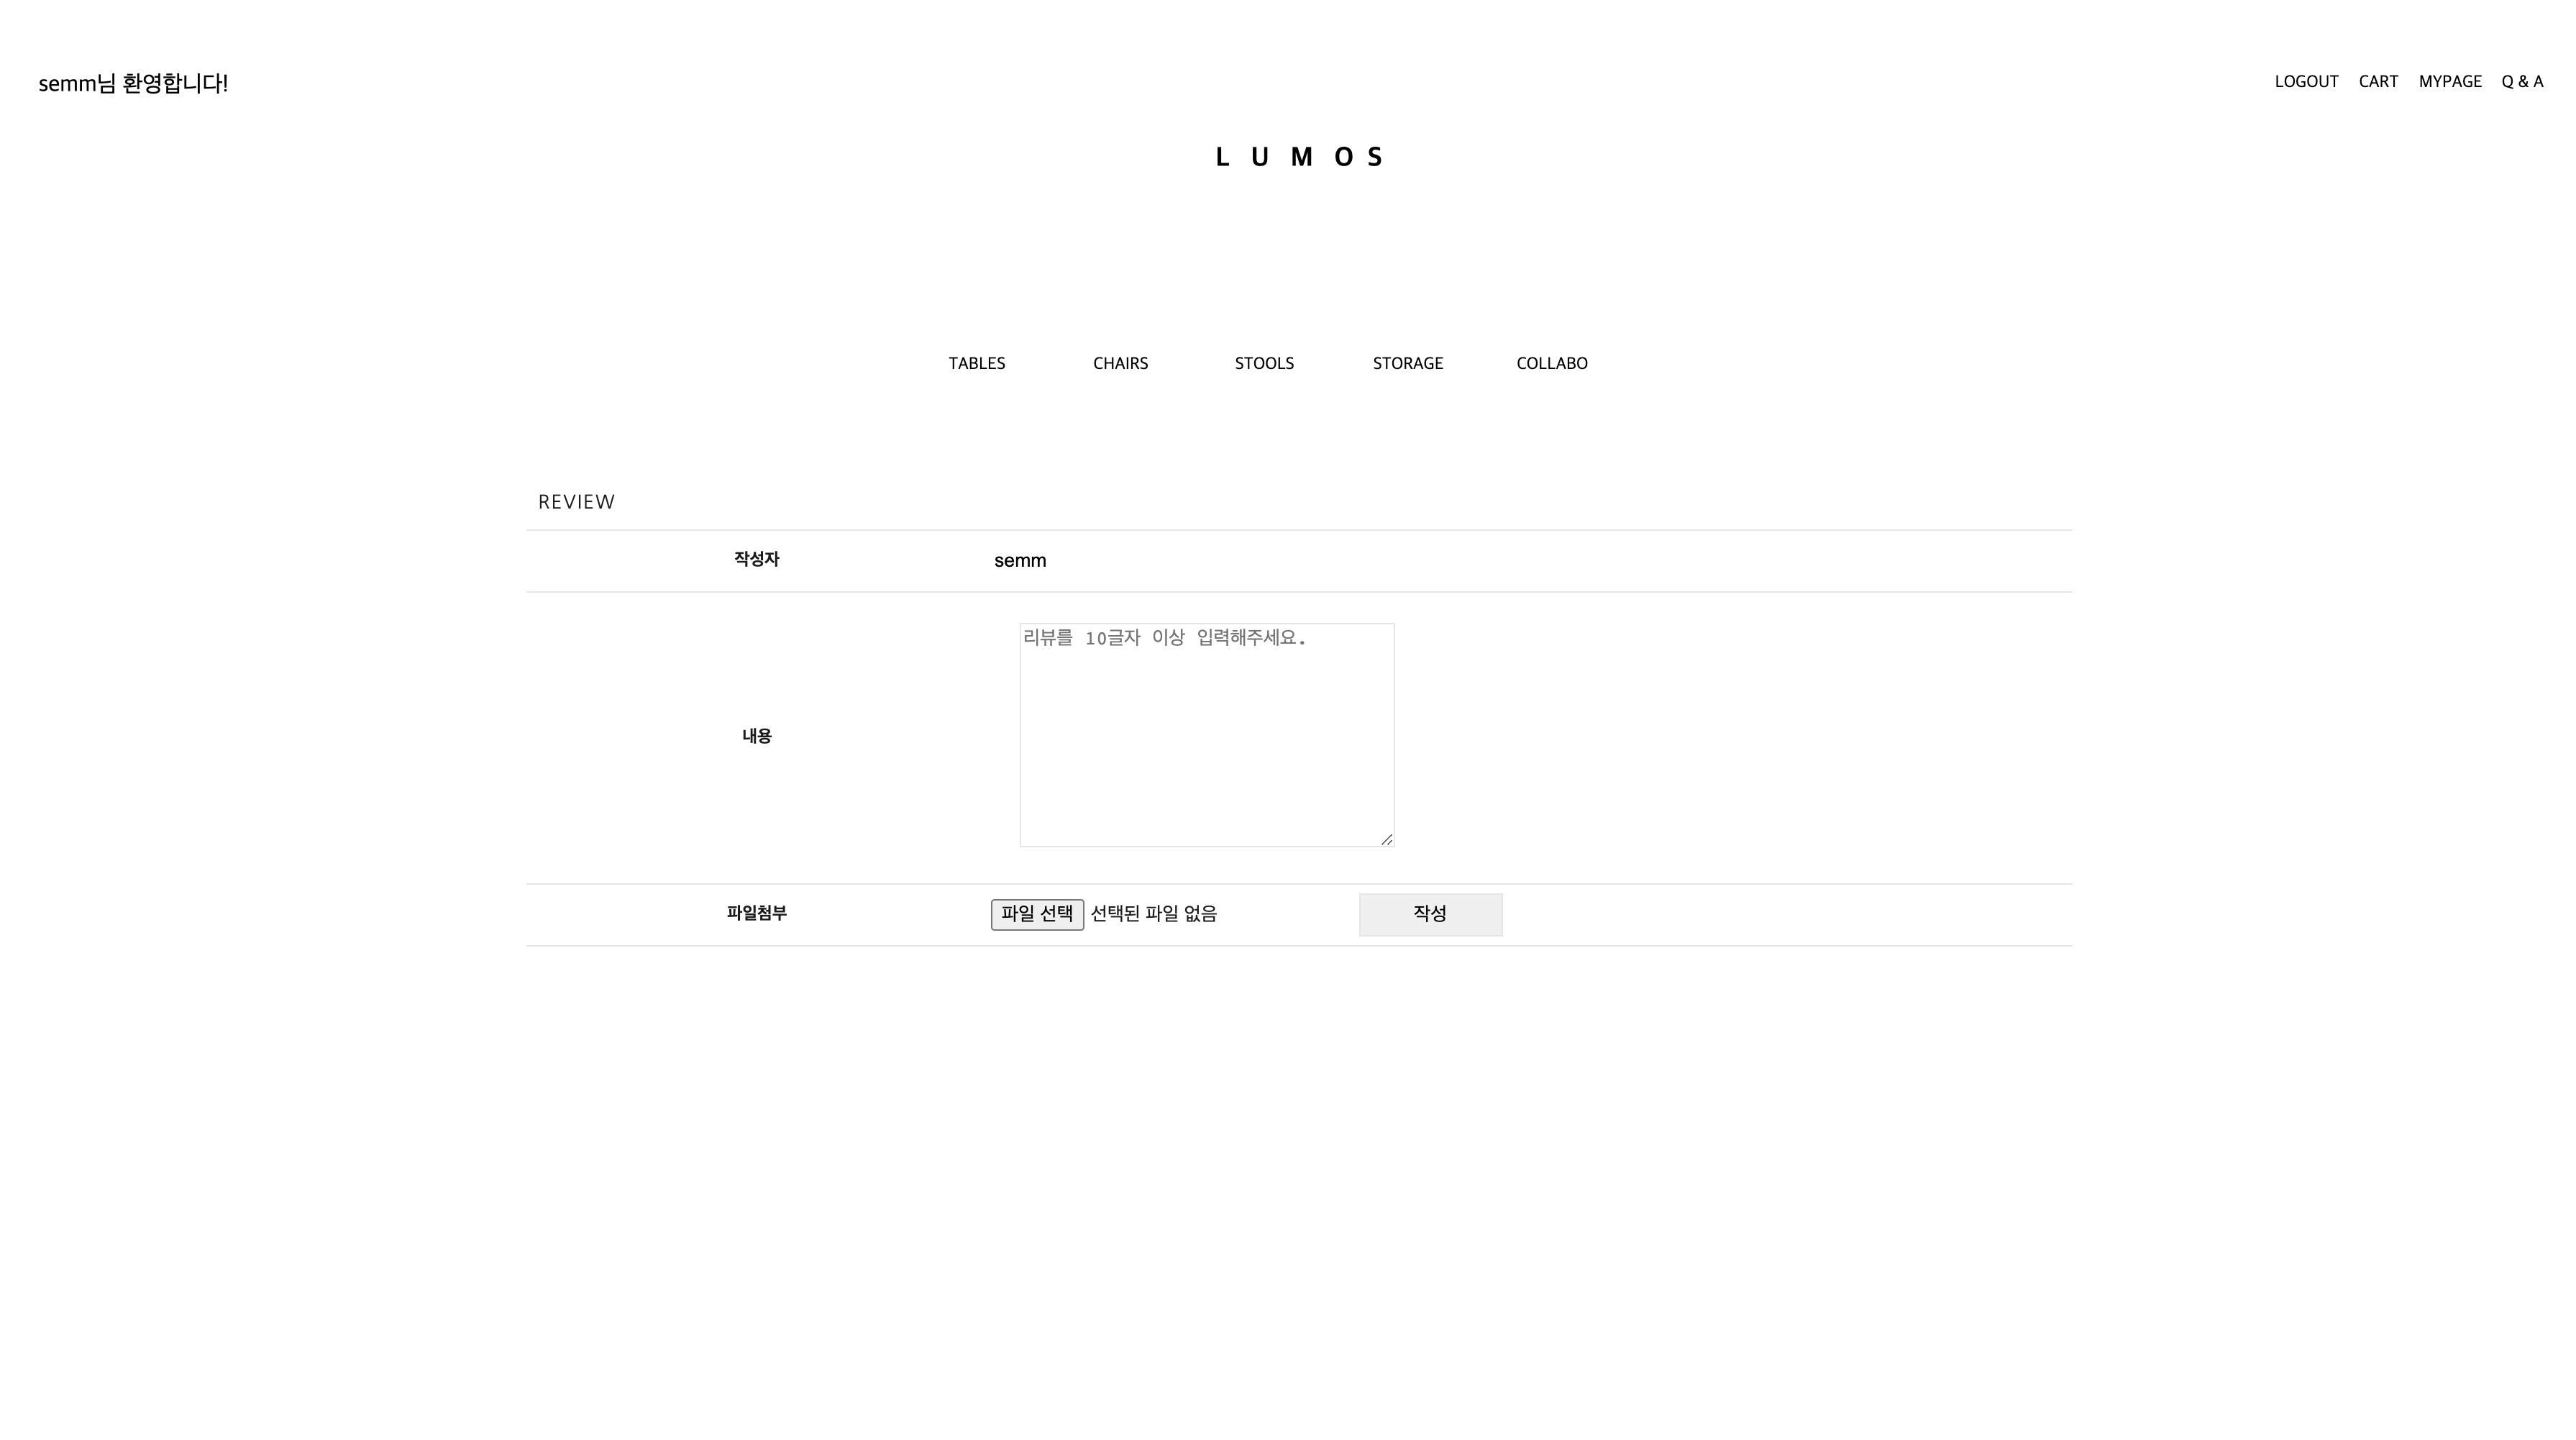 semm님 환영합니다!
LOGOUT CART MYPAGE Q & A
L U M O S
TABLES CHAIRS STOOLS STORAGE COLLABO
REVIEW
작성자 semm
리뷰를 10글자 이상 입력해주세요.
내용
파일첨부 파일 선택 선택된 파일 없음 작성